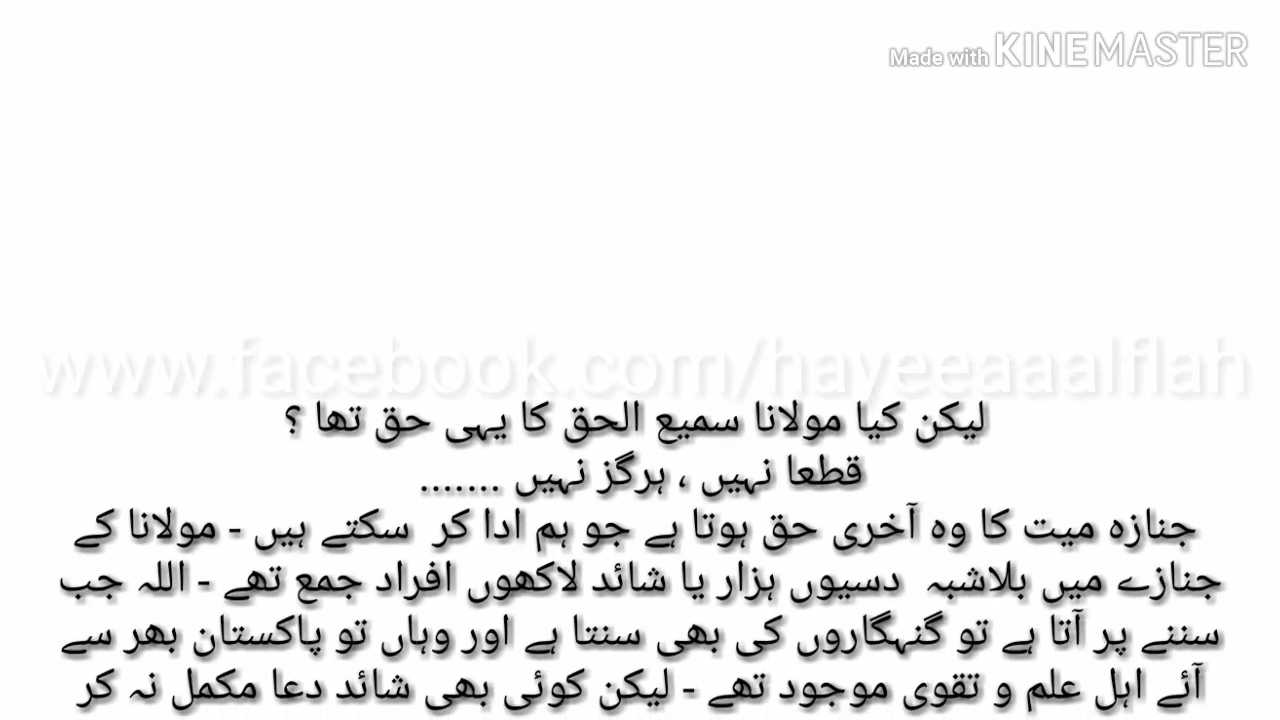 Made with KINEMASTER
www.facebook.com/hayeeaaalflah
لیکن کیا مولانا سمیع الحق کا یہی حق تھا ؟
قطعا نہیں ، ہرگز نہیں .......
جنازہ میت کا وہ آخری حق ہوتا ہے جو ہم ادا کر سکتے ہیں - مولانا کے
جنازے میں بلاشبہ دسیوں ہزار یا شائد لاکھوں افراد جمع تھے - اللہ جب
سننے پر آتا ہے تو گنہگاروں کی بھی سنتا ہے اور وہاں تو پاکستان بھر سے
آئے اہل علم و تقوی موجود تھے - لیکن کوئی بھی شائد دعا مکمل نہ کر